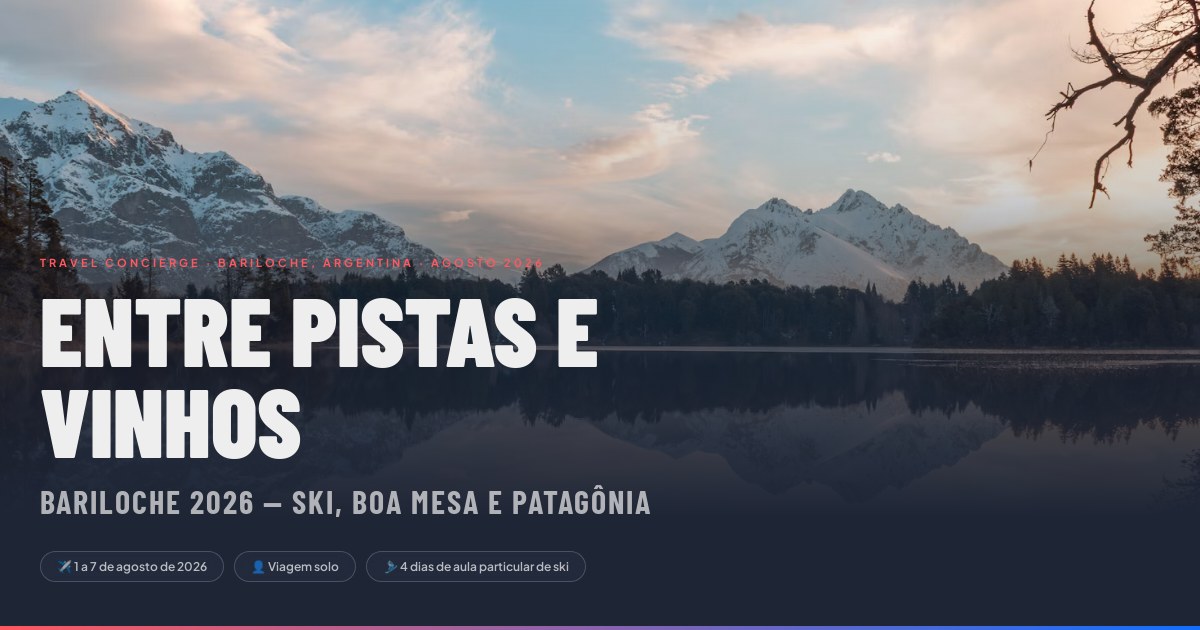 TRAVEL CONCIERGE · BARILOCHE, ARGENTINA · AGOSTO 2026
ENTRE PISTAS E
VINHOS
BARILOCHE 2026 — SKI, BOA MESA E PATAGÔNIA
✈️ 1 a 7 de agosto de 2026
👤 Viagem solo
🎿 4 dias de aula particular de ski